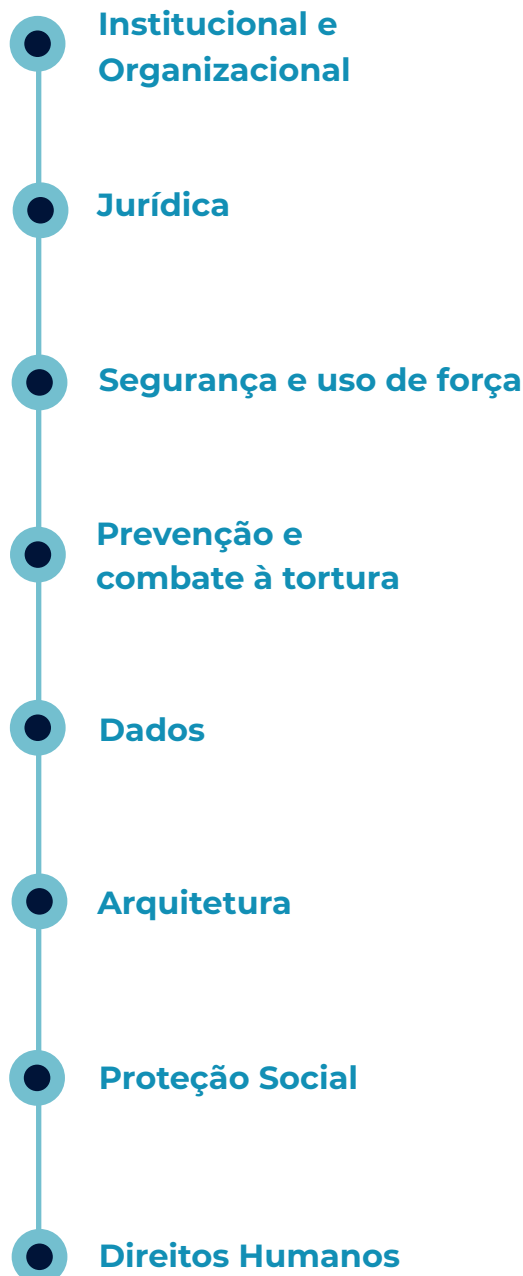 Institucional e
Organizacional
Jurídica
Segurança e uso de força
Prevenção e
combate à tortura
Dados
Arquitetura
Proteção Social
Direitos Humanos